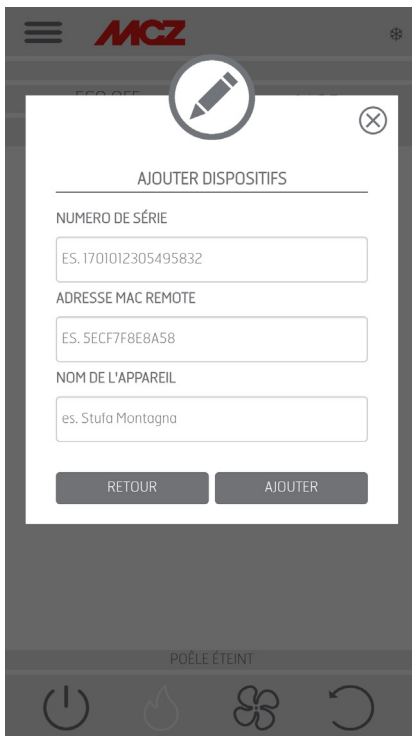 MCZ
AJOUTER DISPOSITIFS
NUMERO DE SÉRIE
ES. 1701012305495832
ADRESSE MAC REMOTE
ES. 5ECF7F8E8A58
NOM DE L'APPAREIL
es. Stufa Montagna
RETOUR AJOUTER
POÊLE ÉTEINT